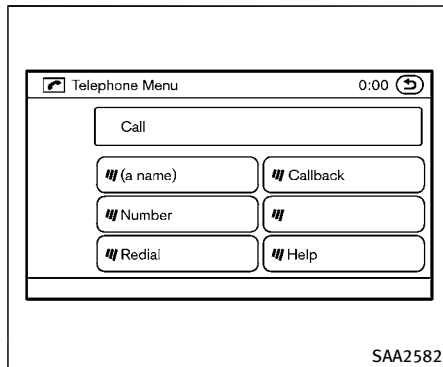 Telephone Menu 0:00
Call
(a name) Callback
Number
Redial Help
SAA2582